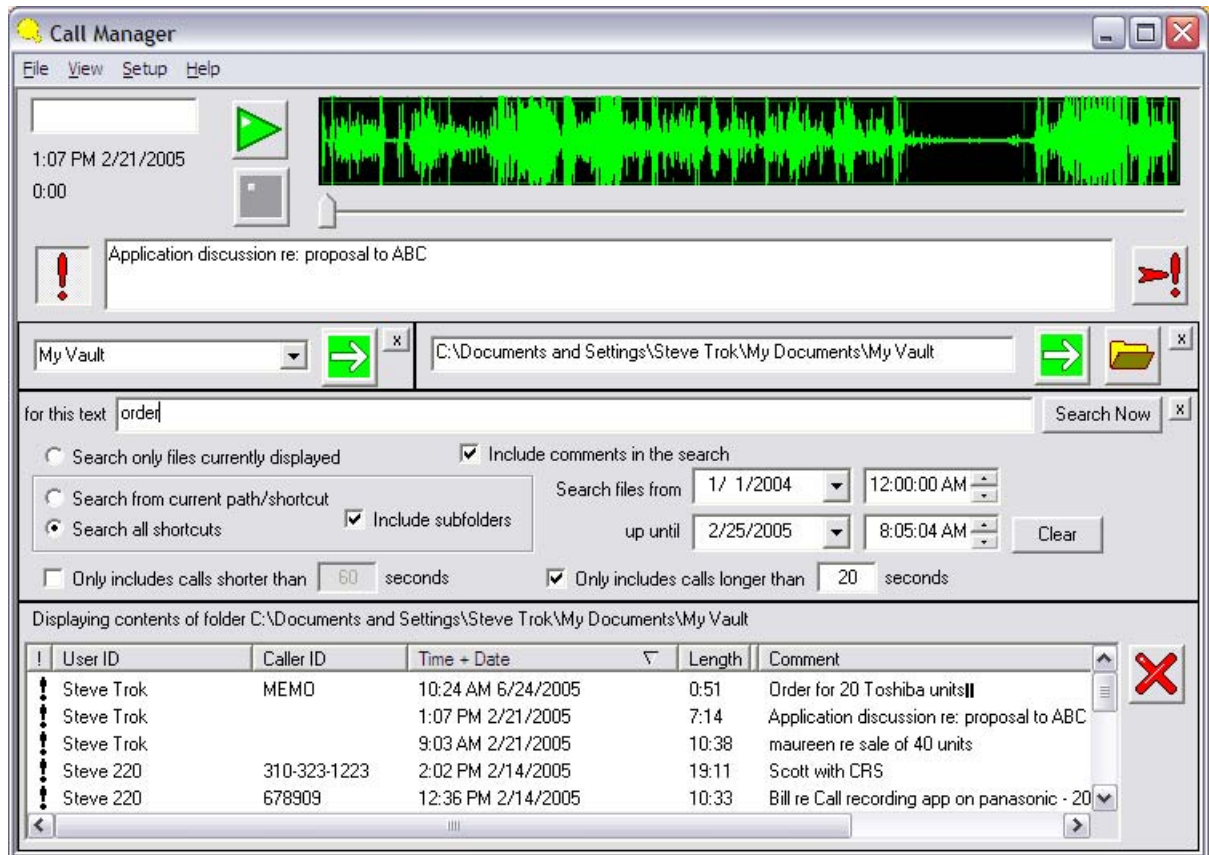 Call Manager
File View Setup Help
1:07 PM 2/21/2005
0:00
Application discussion re: proposal to ABC
My Vault
x
C:\Documents and Settings\Steve Trok\My Documents\My Vault
x
for this text order Search Now x
Search only files currently displayed Include comments in the search
Search from current path/shortcut Search files from 1/ 1/2004 12:00:00 AM
Search all shortcuts Include subfolders up until 2/25/2005 8:05:04 AM Clear
Only includes calls shorter than 60 seconds Only includes calls longer than 20 seconds
Displaying contents of folder C:\Documents and Settings\Steve Trok\My Documents\My Vault
! User ID Caller ID Time + Date Length Comment
! Steve Trok MEMO 10:24 AM 6/24/2005 0:51 Order for 20 Toshiba units||
! Steve Trok 1:07 PM 2/21/2005 7:14 Application discussion re: proposal to ABC
! Steve Trok 9:03 AM 2/21/2005 10:38 maureen re sale of 40 units
! Steve 220 310-323-1223 2:02 PM 2/14/2005 19:11 Scott with CRS
! Steve 220 678909 12:36 PM 2/14/2005 10:33 Bill re Call recording app on panasonic - 20